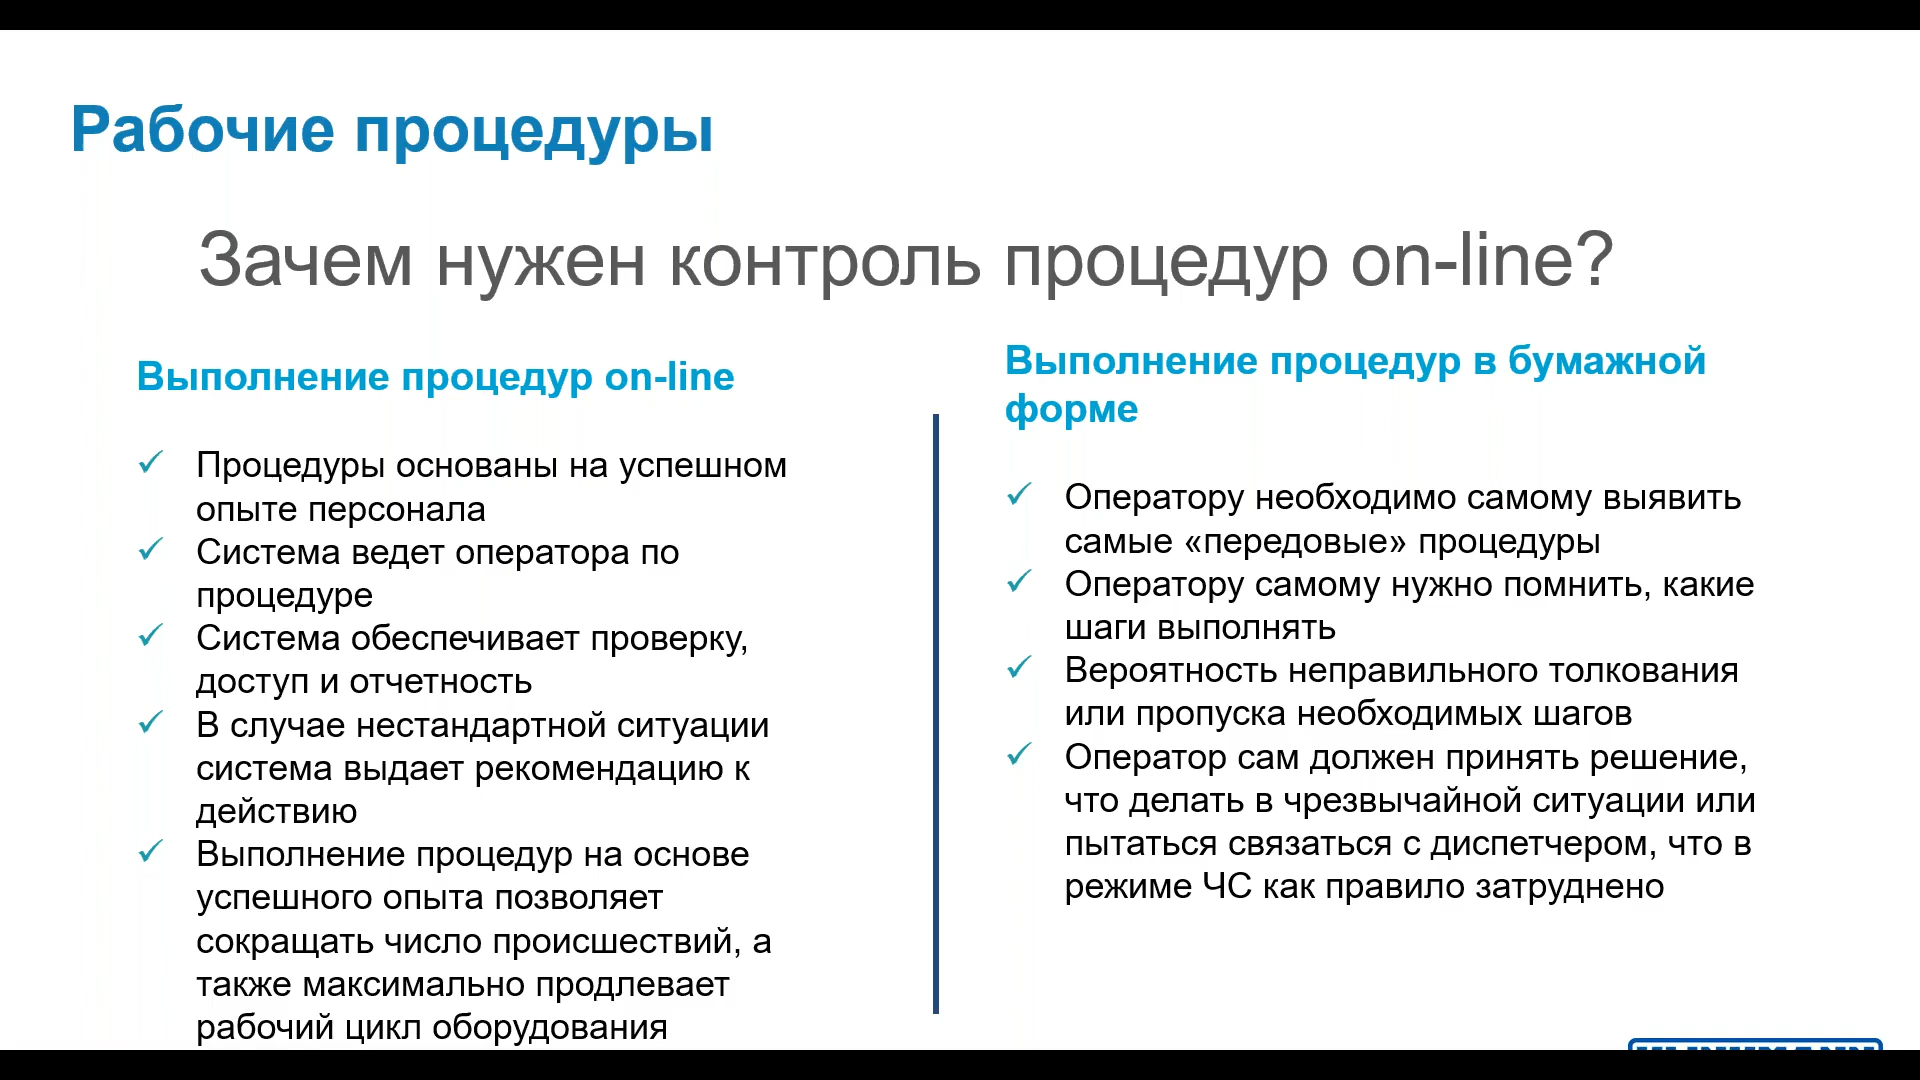 Рабочие процедуры
Зачем нужен контроль процедур on-line?
Выполнение процедур on-line
Процедуры основаны на успешном
опыте персонала
Система ведет оператора по
процедуре
Система обеспечивает проверку,
доступ и отчетность
В случае нестандартной ситуации
система выдает рекомендацию к
действию
Выполнение процедур на основе
успешного опыта позволяет
сокращать число происшествий, а
также максимально продлевает
рабочий цикл оборудования
Выполнение процедур в бумажной
форме
Оператору необходимо самому выявить
самые «передовые» процедуры
Оператору самому нужно помнить, какие
шаги выполнять
Вероятность неправильного толкования
или пропуска необходимых шагов
Оператор сам должен принять решение,
что делать в чрезвычайной ситуации или
пытаться связаться с диспетчером, что в
режиме ЧС как правило затруднено